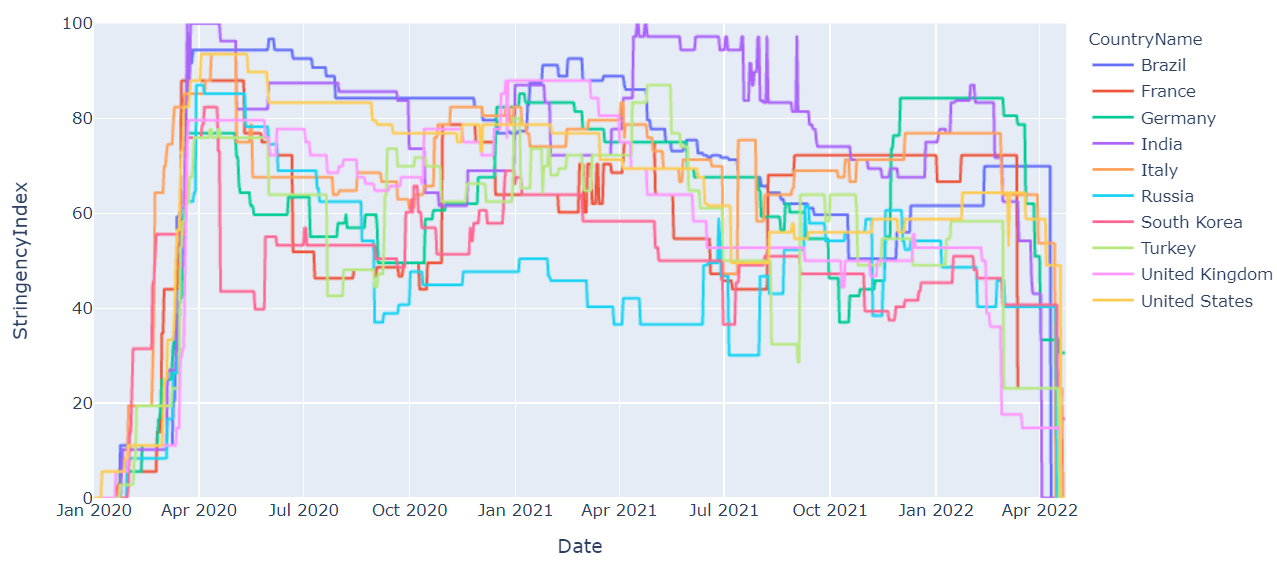 100
80
60
40
20
0
StringencyIndex
Jan 2020 Apr 2020 Jul 2020 Oct 2020 Jan 2021 Apr 2021 Jul 2021 Oct 2021 Jan 2022 Apr 2022
Date
CountryName
Brazil
France
Germany
India
Italy
Russia
South Korea
Turkey
United Kingdom
United States